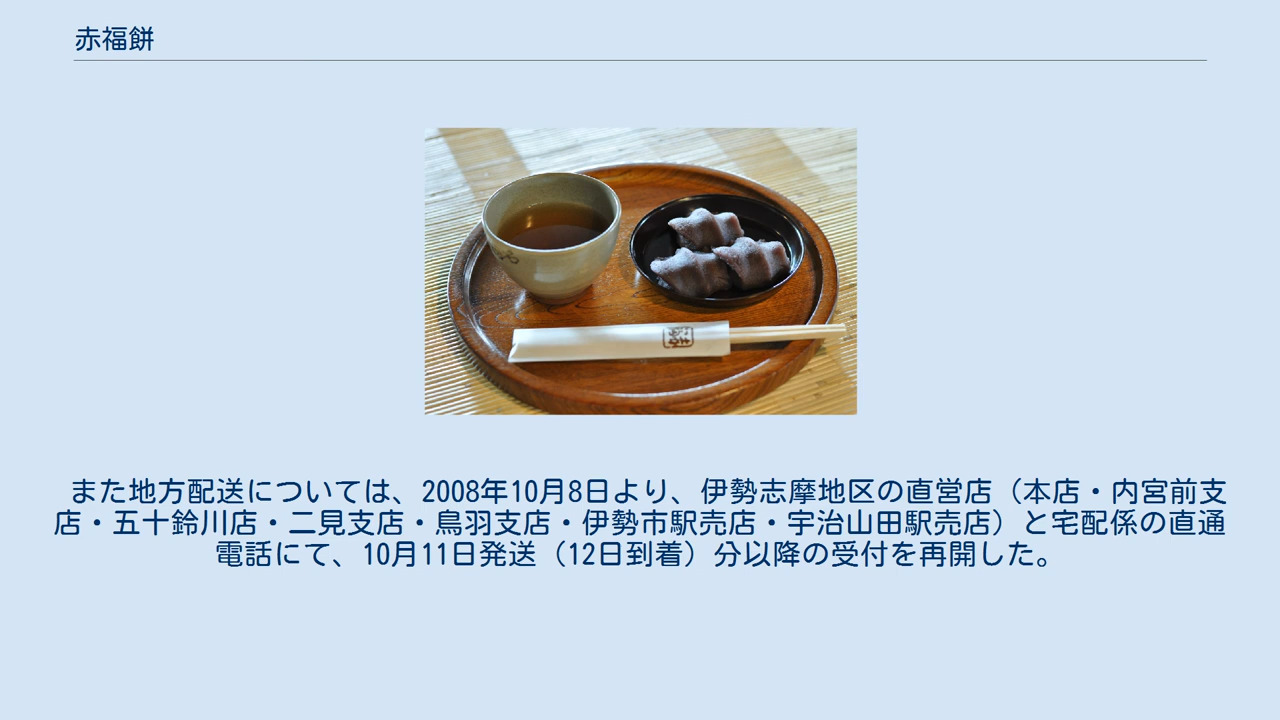 赤福餅
また地方配送については、2008年10月8日より、伊勢志摩地区の直営店（本店・内宮前支
店・五十鈴川店・二見支店・鳥羽支店・伊勢市駅売店・宇治山田駅売店）と宅配係の直通
電話にて、10月11日発送（12日到着）分以降の受付を再開した。